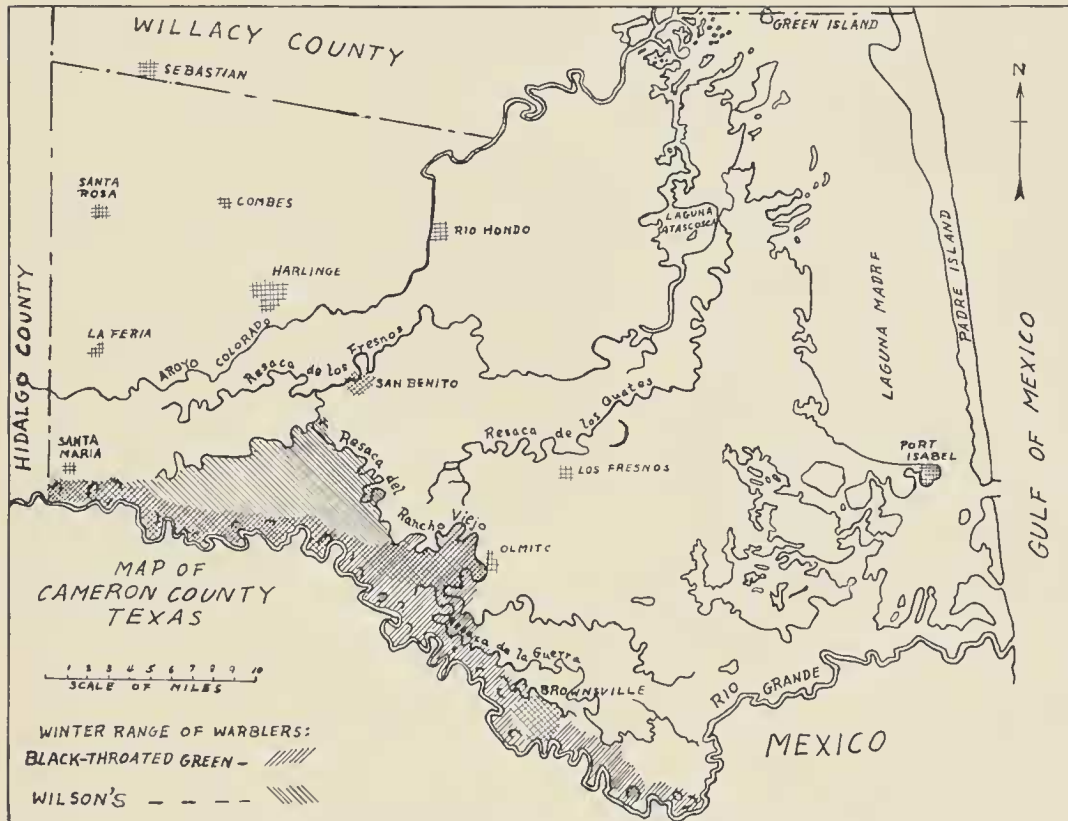 WILLACY COUNTY
GREEN ISLAND
SEBASTIAN
N
SANTA
ROSA
COMBES
RIO HONDO
LAGUNA
ATASCOSA
HARLINGE
LA FERIA
ARROYO COLORADO
Resaca de los Fresnos
SAN BENITO
HIDALGO COUNTY
LAGUNA MADRE
PADRE ISLAND
GULF OF MEXICO
SANTA
MARIA
Resaca del
Rancho Viejo
Resaca de los Quates
LOS FRESNOS
PORT
ISABEL
OLMITO
MAP OF
CAMERON COUNTY
TEXAS
Resaca de la Guerra
BROWNSVILLE
RIO GRANDE
MEXICO
1 2 3 4 5 6 7 8 9 10
SCALE OF MILES
WINTER RANGE OF WARBLERS:
BLACK-THROATED GREEN -
WILSON'S - - -